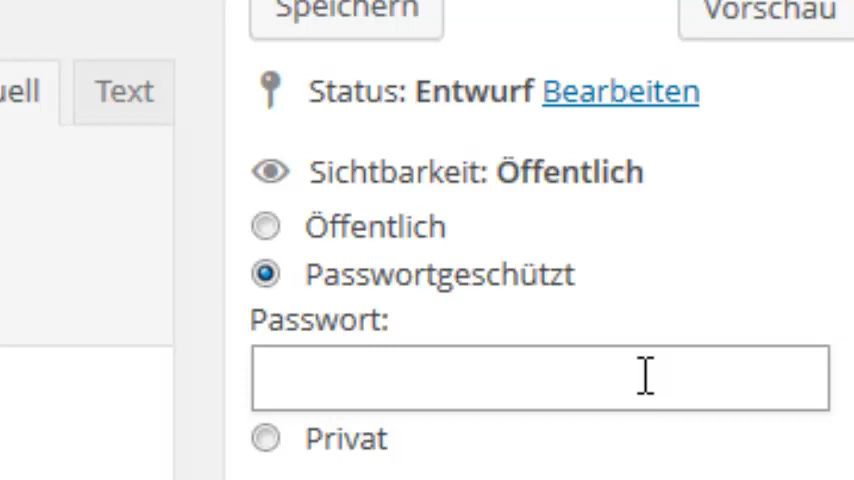 Speichern
Vorschau
Text
Status: Entwurf Bearbeiten
Sichtbarkeit: Öffentlich
Öffentlich
Passwortgeschützt
Passwort:
Privat